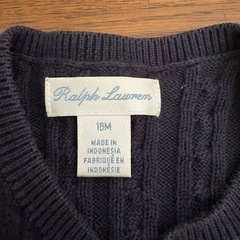 Ralph Lauren
18M
MADE IN
INDONESIA
FABRIQUÉ EN
INDONÉSIE